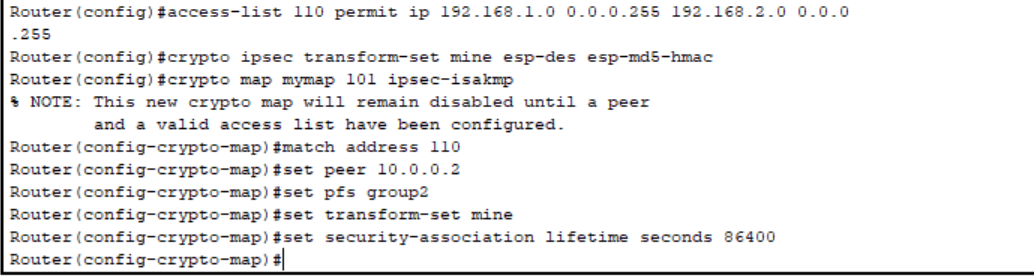 Router(config)#access-list 110 permit ip 192.168.1.0 0.0.0.255 192.168.2.0 0.0.0
.255
Router(config)#crypto ipsec transform-set mine esp-des esp-md5-hmac
Router(config)#crypto map mymap 101 ipsec-isakmp
% NOTE: This new crypto map will remain disabled until a peer
        and a valid access list have been configured.
Router(config-crypto-map)#match address 110
Router(config-crypto-map)#set peer 10.0.0.2
Router(config-crypto-map)#set pfs group2
Router(config-crypto-map)#set transform-set mine
Router(config-crypto-map)#set security-association lifetime seconds 86400
Router(config-crypto-map)#